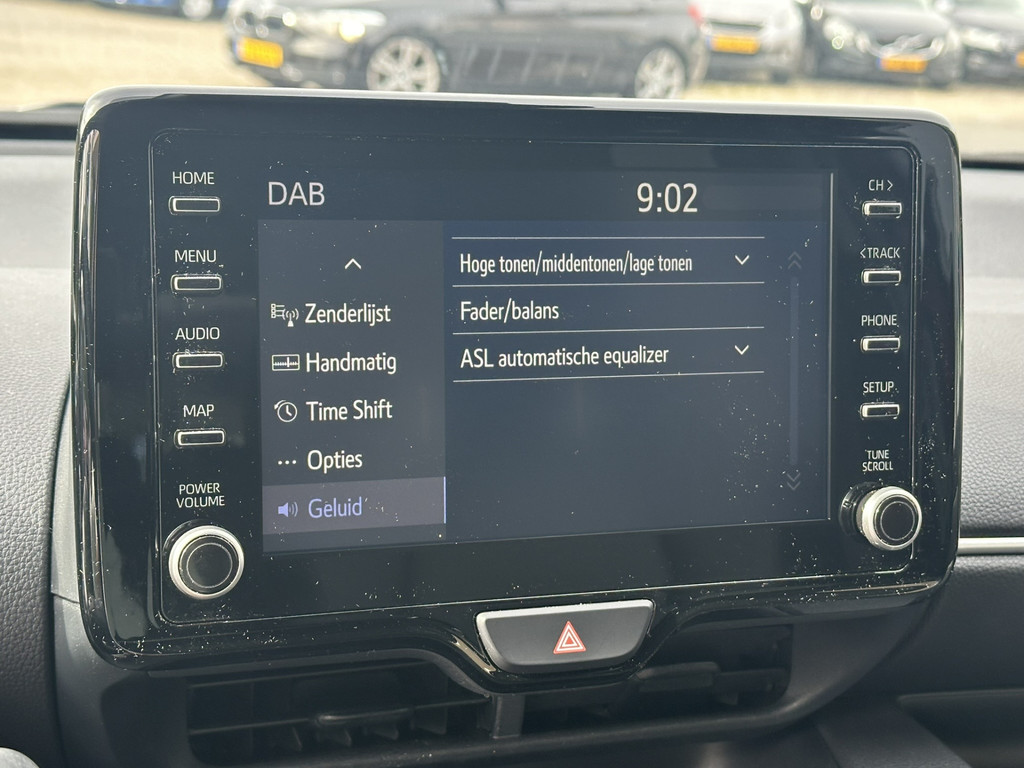 HOME
MENU
AUDIO
MAP
POWER
VOLUME
DAB
9:02
Zenderlijst
Handmatig
Time Shift
Opties
Geluid
Hoge tonen/middentonen/lage tonen
Fader/balans
ASL automatische equalizer
CH >
<TRACK
PHONE
SETUP
TUNE
SCROLL